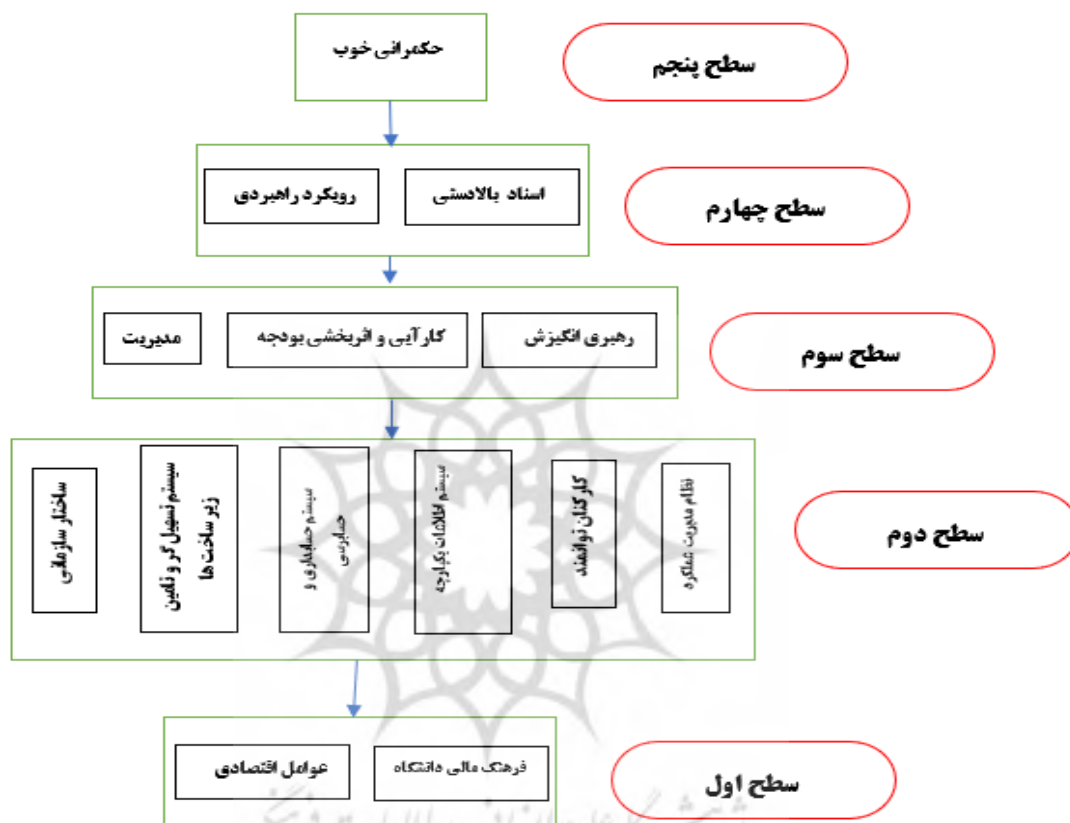 حکمرانی خوب
سطح پنجم
اسناد بالادستی
رویکرد راهبردی
سطح چهارم
رهبری انگیزش
کارآیی و اثربخشی بودجه
مدیریت
سطح سوم
نظام مدیریت عملکرد
کارکنان توانمند
سیستم اطلاعات یکپارچه
سیستم حسابداری و
حسابرسی
سیستم تسهیل گر و تامین
زیر ساخت‌ها
ساختار سازمانی
سطح دوم
فرهنگ مالی دانشگاه
عوامل اقتصادی
سطح اول